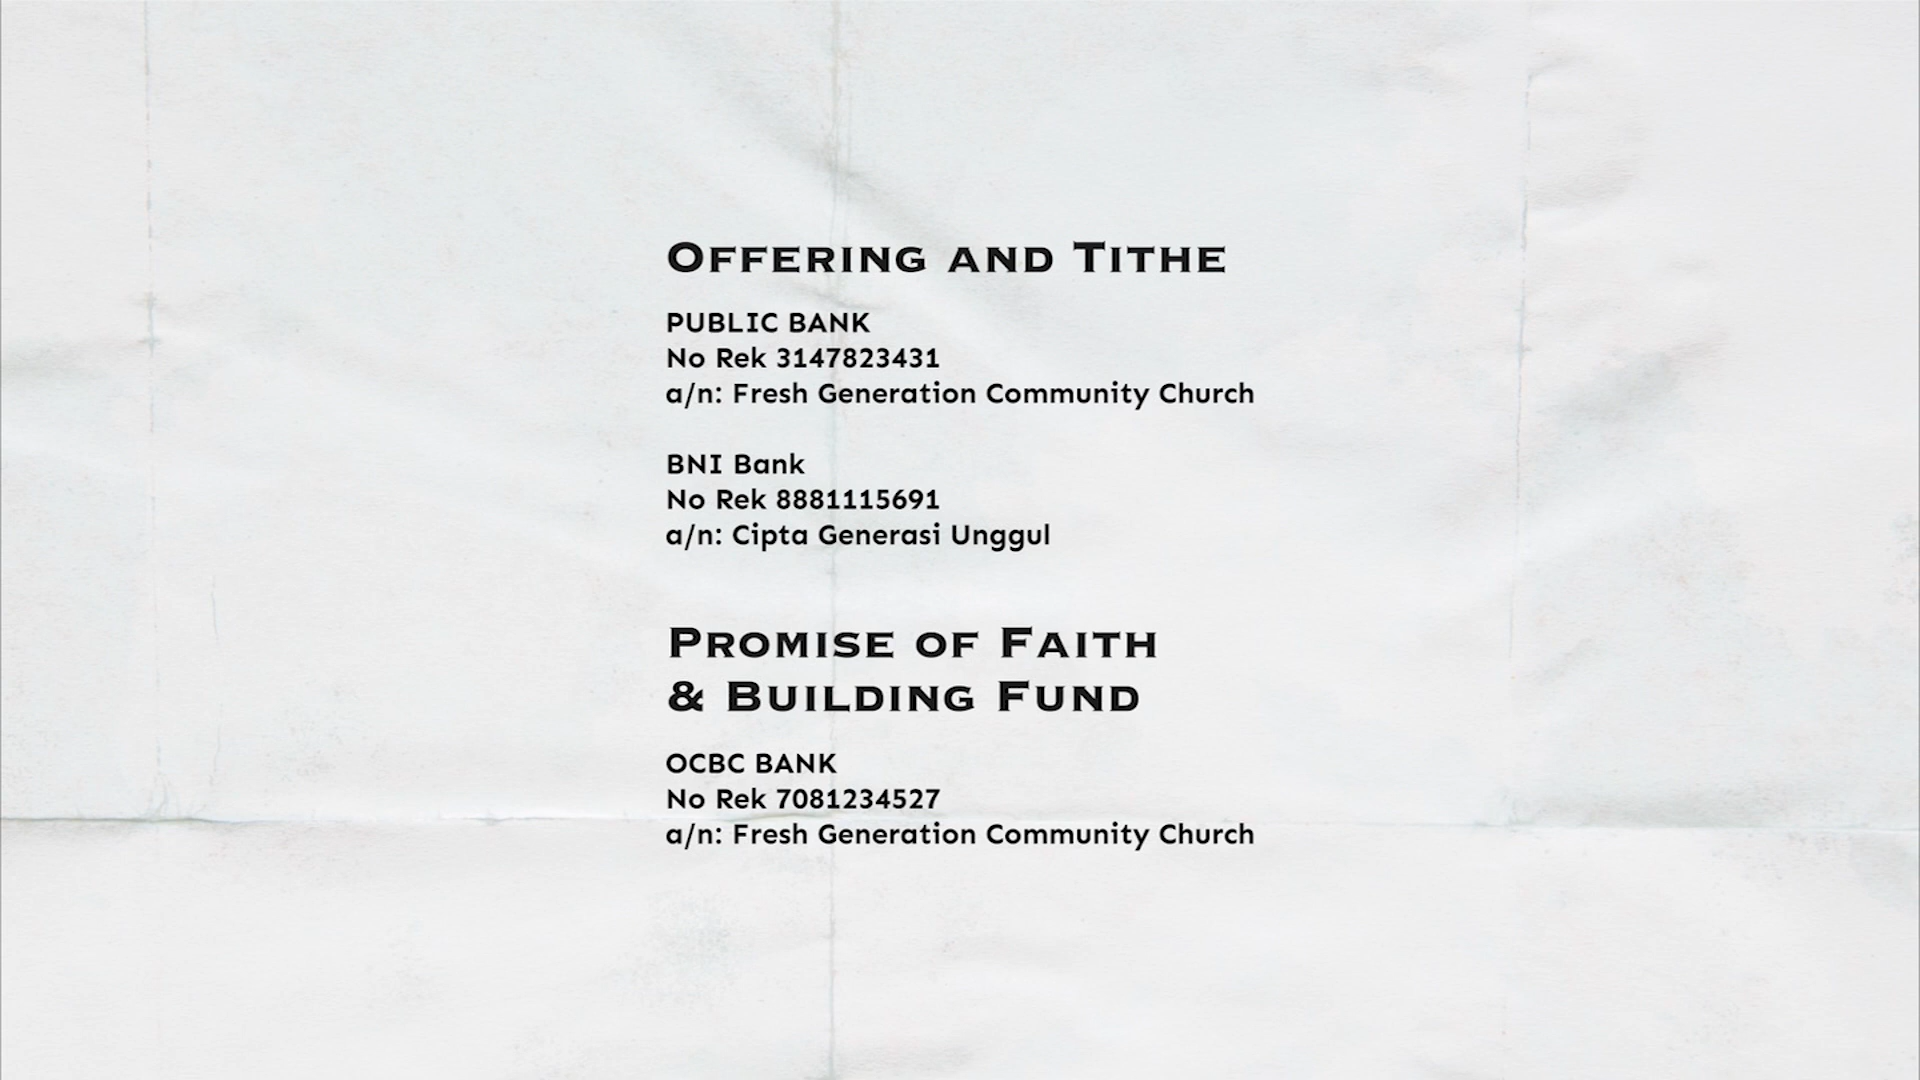 Offering and Tithe
PUBLIC BANK
No Rek 3147823431
a/n: Fresh Generation Community Church
BNI Bank
No Rek 8881115691
a/n: Cipta Generasi Unggul
Promise of Faith
& Building Fund
OCBC BANK
No Rek 7081234527
a/n: Fresh Generation Community Church